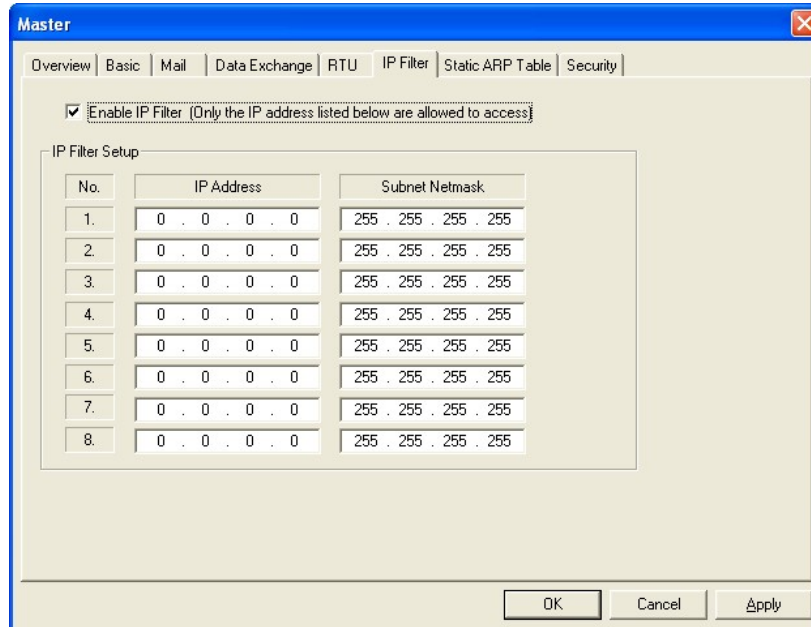 Master
Overview Basic Mail Data Exchange RTU IP Filter Static ARP Table Security
Enable IP Filter (Only the IP address listed below are allowed to access)
IP Filter Setup
No. IP Address Subnet Netmask
1. 0 . 0 . 0 . 0 255 . 255 . 255 . 255
2. 0 . 0 . 0 . 0 255 . 255 . 255 . 255
3. 0 . 0 . 0 . 0 255 . 255 . 255 . 255
4. 0 . 0 . 0 . 0 255 . 255 . 255 . 255
5. 0 . 0 . 0 . 0 255 . 255 . 255 . 255
6. 0 . 0 . 0 . 0 255 . 255 . 255 . 255
7. 0 . 0 . 0 . 0 255 . 255 . 255 . 255
8. 0 . 0 . 0 . 0 255 . 255 . 255 . 255
OK Cancel Apply